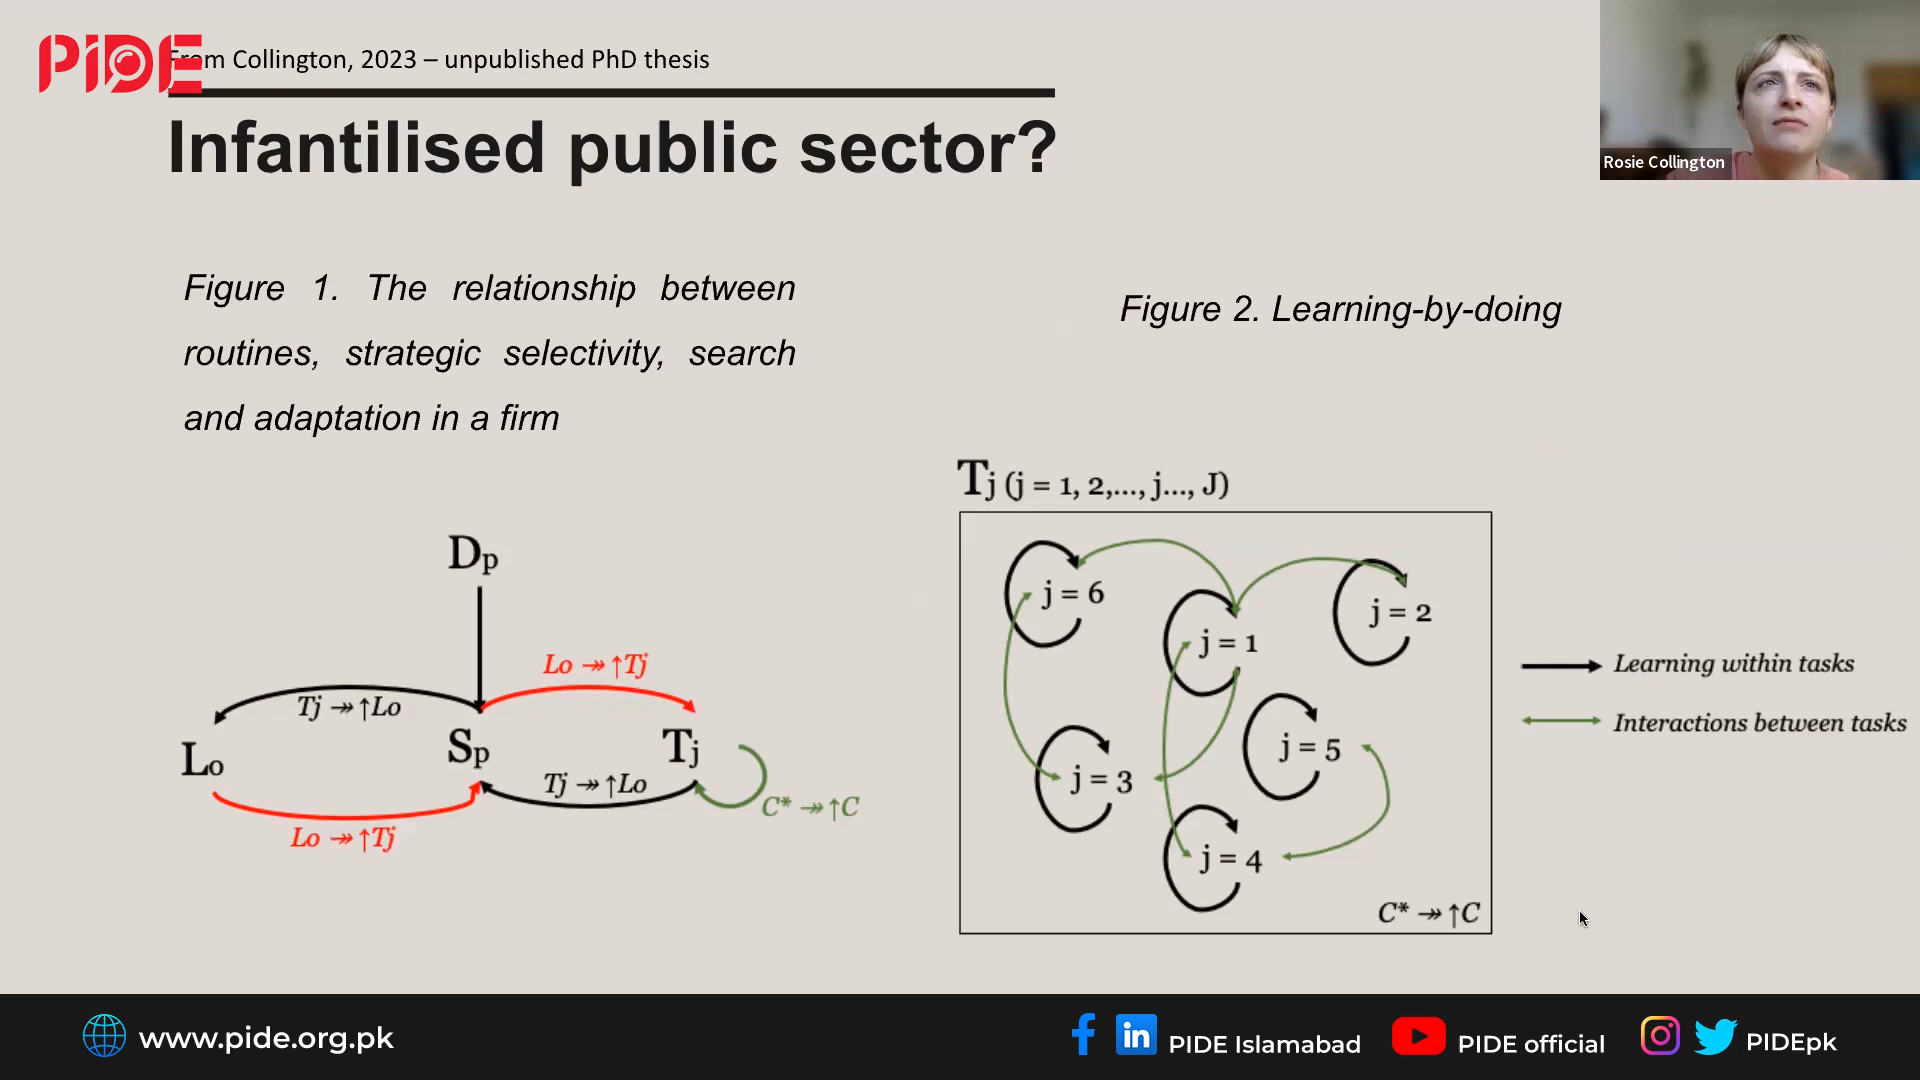 PIDE
From Collington, 2023 – unpublished PhD thesis
Rosie Collington
Infantilised public sector?
Figure 1. The relationship between
routines, strategic selectivity, search
and adaptation in a firm
Dp
Lo ↠ ↑Tj
Tj ↠ ↑Lo
Lo
Sp
Tj
Tj ↠ ↑Lo
C* ↠ ↑C
Lo ↠ ↑Tj
Figure 2. Learning-by-doing
Tj (j = 1, 2,..., j..., J)
j = 6
j = 2
j = 1
j = 5
j = 3
j = 4
C* ↠ ↑C
Learning within tasks
Interactions between tasks
www.pide.org.pk
in
PIDE Islamabad
PIDE official
PIDEpk